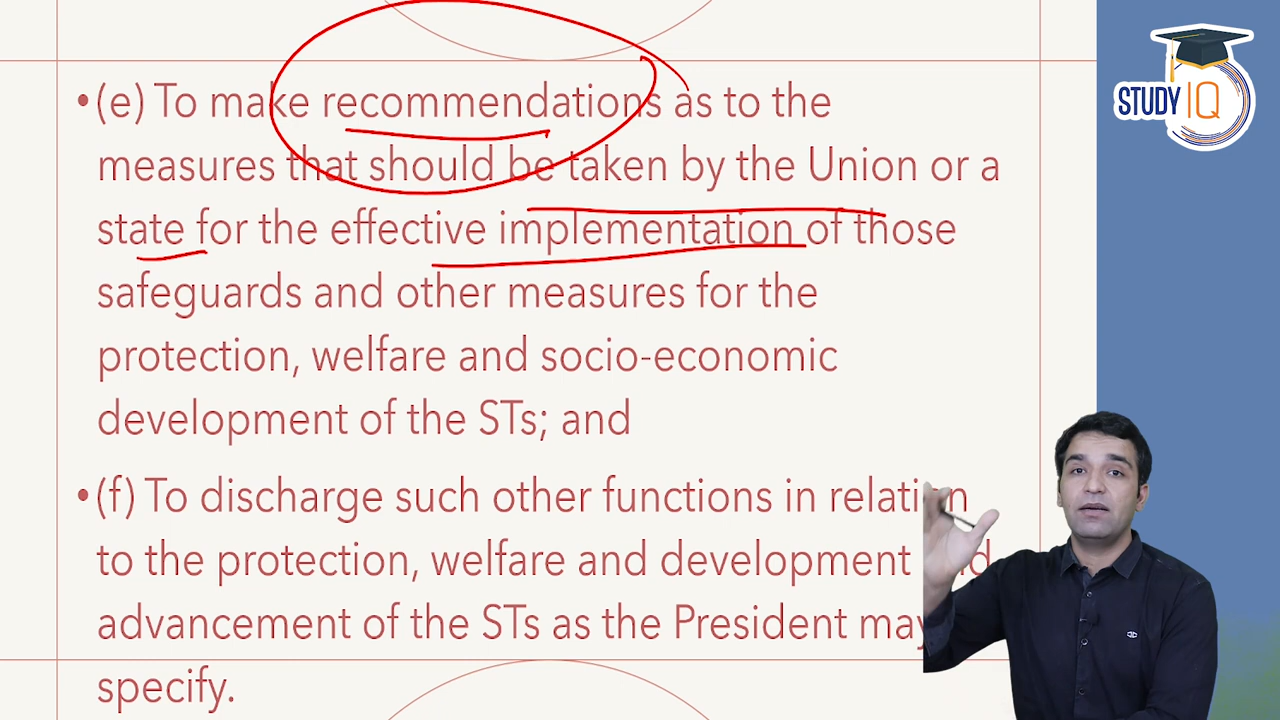 •(e) To make recommendations as to the
measures that should be taken by the Union or a
state for the effective implementation of those
safeguards and other measures for the
protection, welfare and socio-economic
development of the STs; and
•(f) To discharge such other functions in relation
to the protection, welfare and development
advancement of the STs as the President may
specify.
STUDY IQ